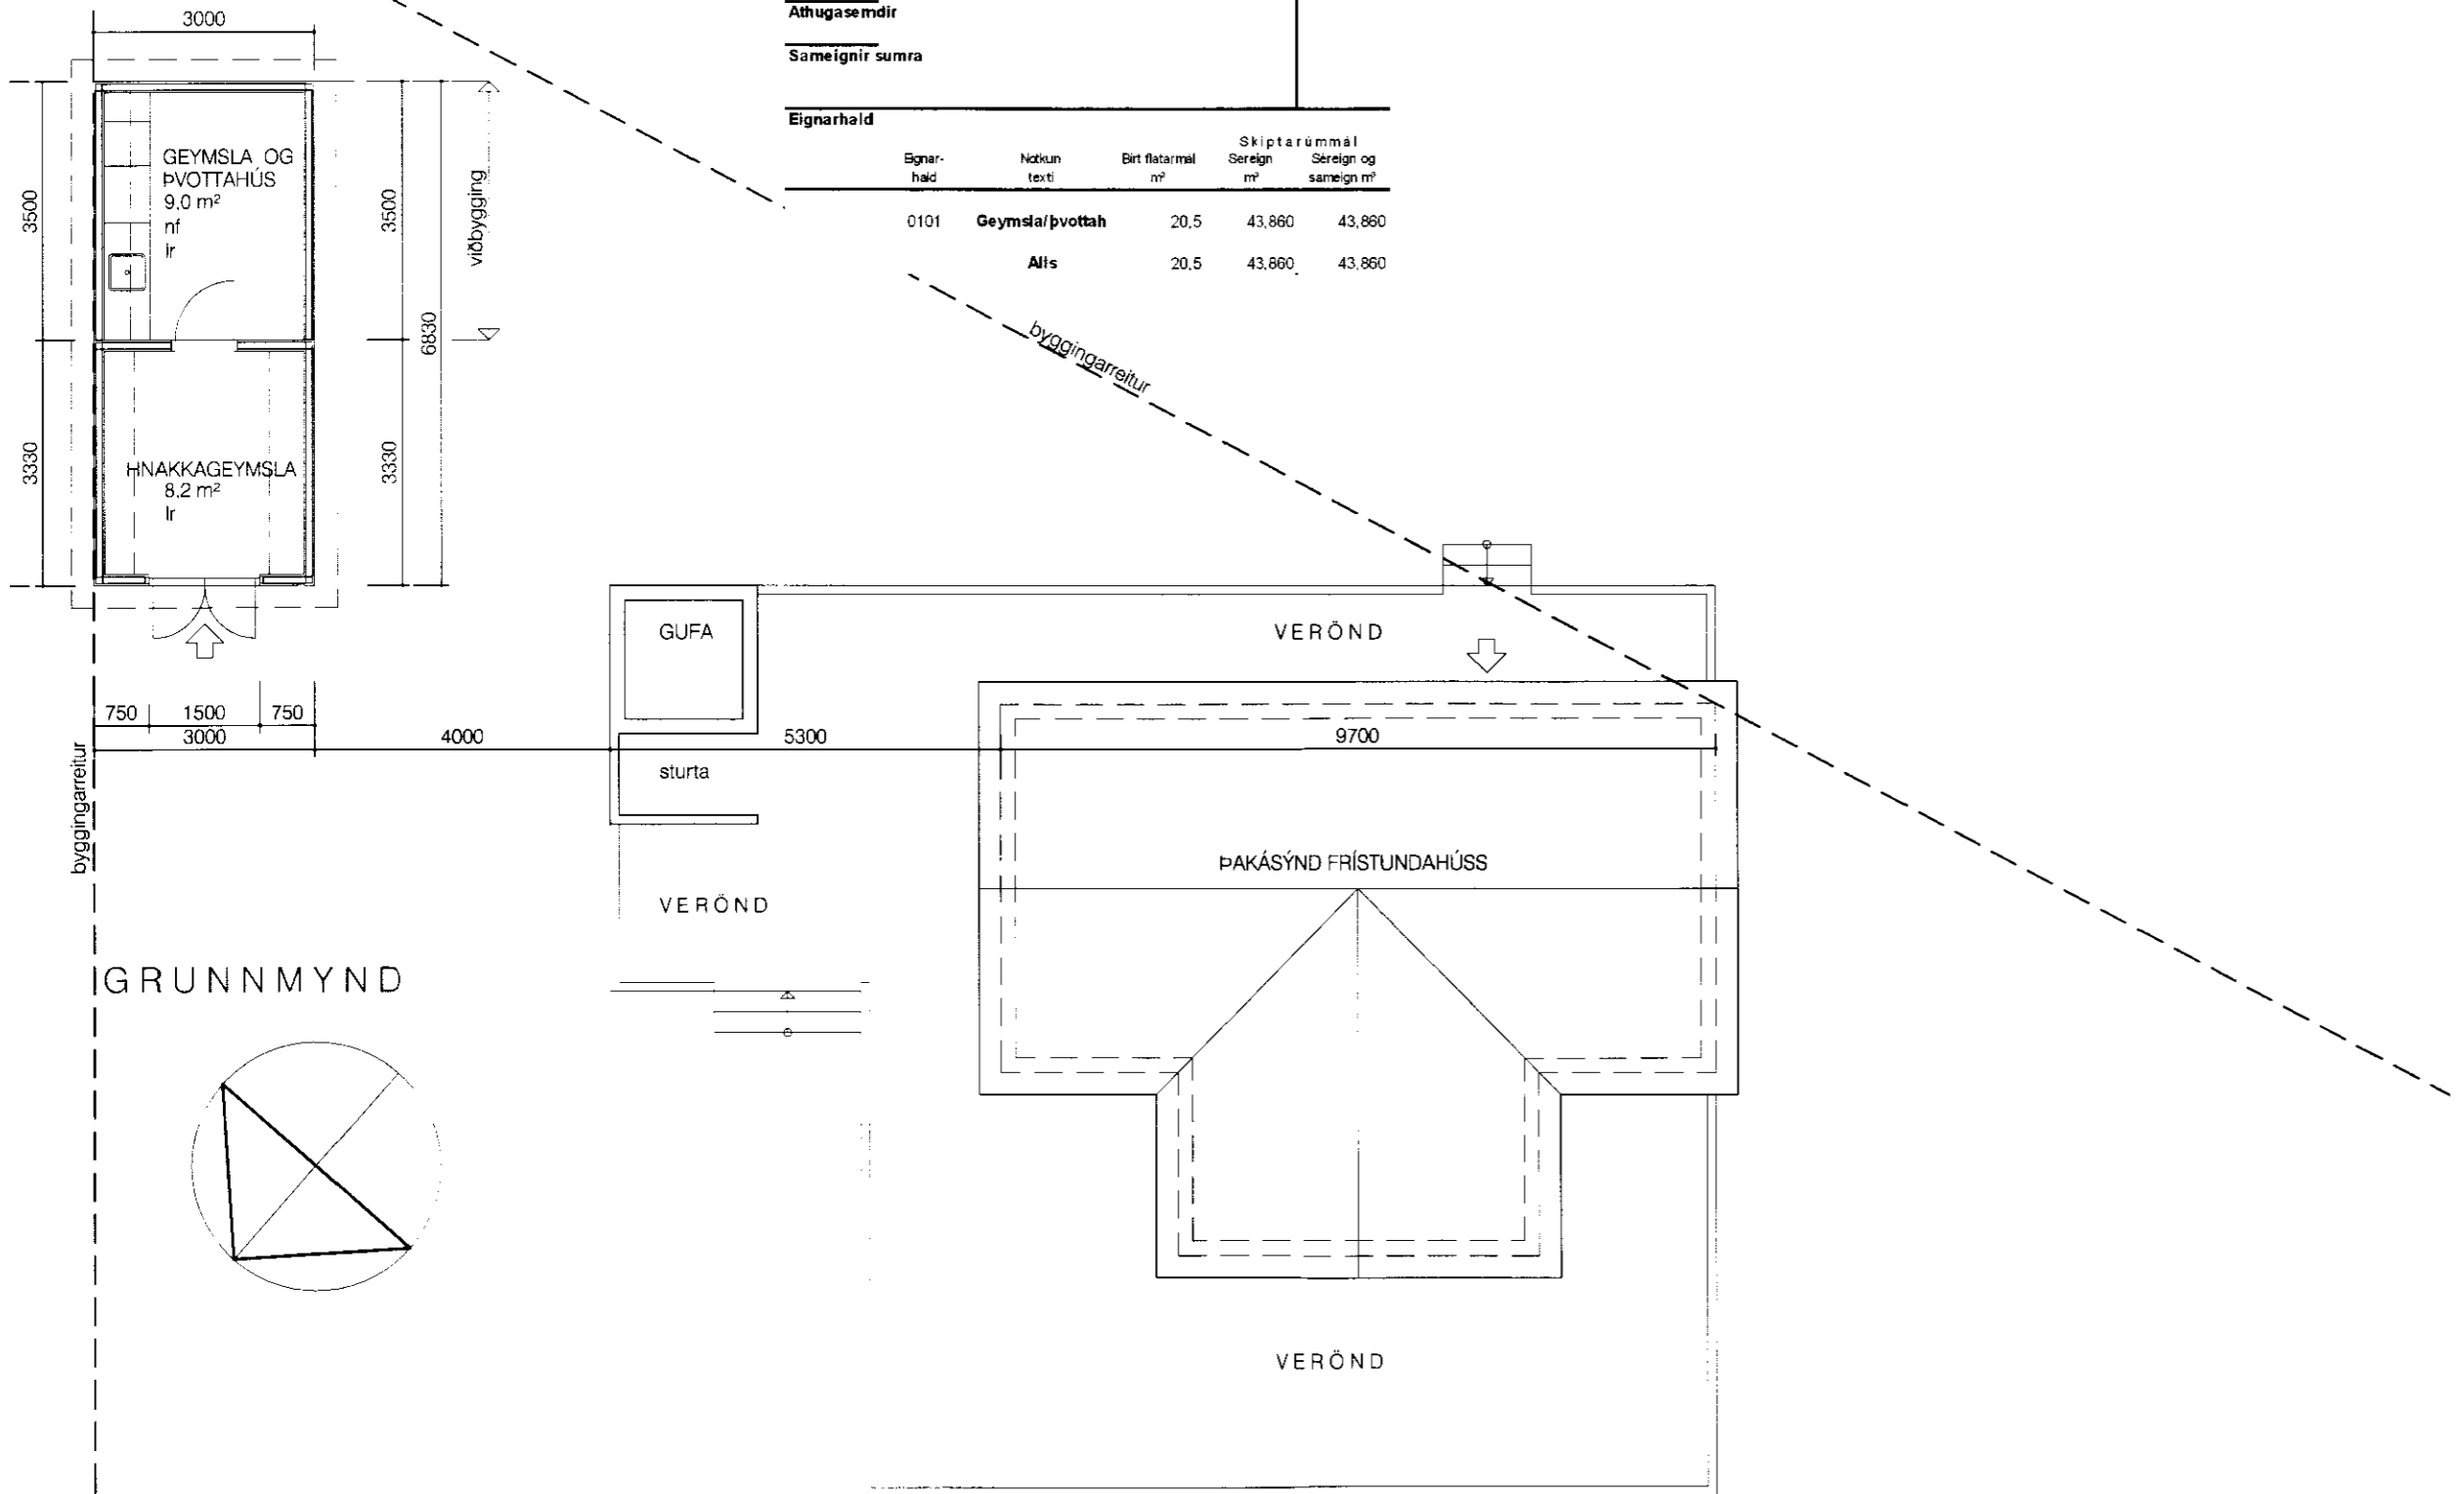 Athugasemdir
Sameignir sumra
Eignarhald
Skiptarúmmál
Eignar-
hald
Notkun
texti
Birt flatarmál
m²
Sereign
m³
Séreign og
sameign m³
0101 Geymsla/þvottah 20,5 43,860 43,860
Alls 20,5 43,860 43,860
3000
3500
3330
GEYMSLA OG
ÞVOTTAHÚS
9,0 m²
nf
lr
3500
3330
6830
viðbygging
HNAKKAGEYMSLA
8,2 m²
lr
byggingarreitur
GUFA
VERÖND
750 1500 750
3000 4000 5300 9700
sturta
byggingarreitur
ÞAKÁSÝND FRÍSTUNDAHÚSS
VERÖND
GRUNNMYND
VERÖND